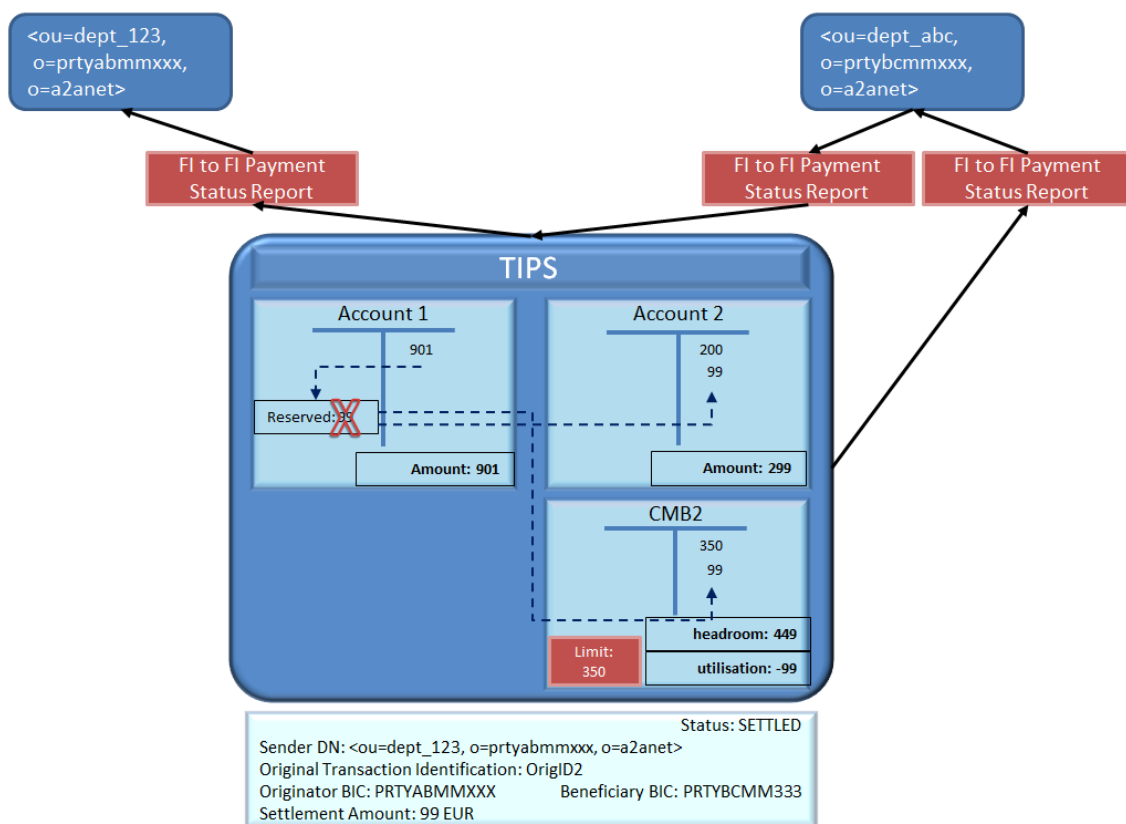 <ou=dept_123,
o=prtyabmmxxx,
o=a2anet>
<ou=dept_abc,
o=prtybcmmxxx,
o=a2anet>
FI to FI Payment
Status Report
FI to FI Payment
Status Report
FI to FI Payment
Status Report
TIPS
Account 1
901
Reserved: 99
Amount: 901
Account 2
200
99
Amount: 299
CMB2
350
99
headroom: 449
Limit:
350
utilisation: -99
Status: SETTLED
Sender DN: <ou=dept_123, o=prtyabmmxxx, o=a2anet>
Original Transaction Identification: OrigID2
Originator BIC: PRTYABMMXXX Beneficiary BIC: PRTYBCMM333
Settlement Amount: 99 EUR